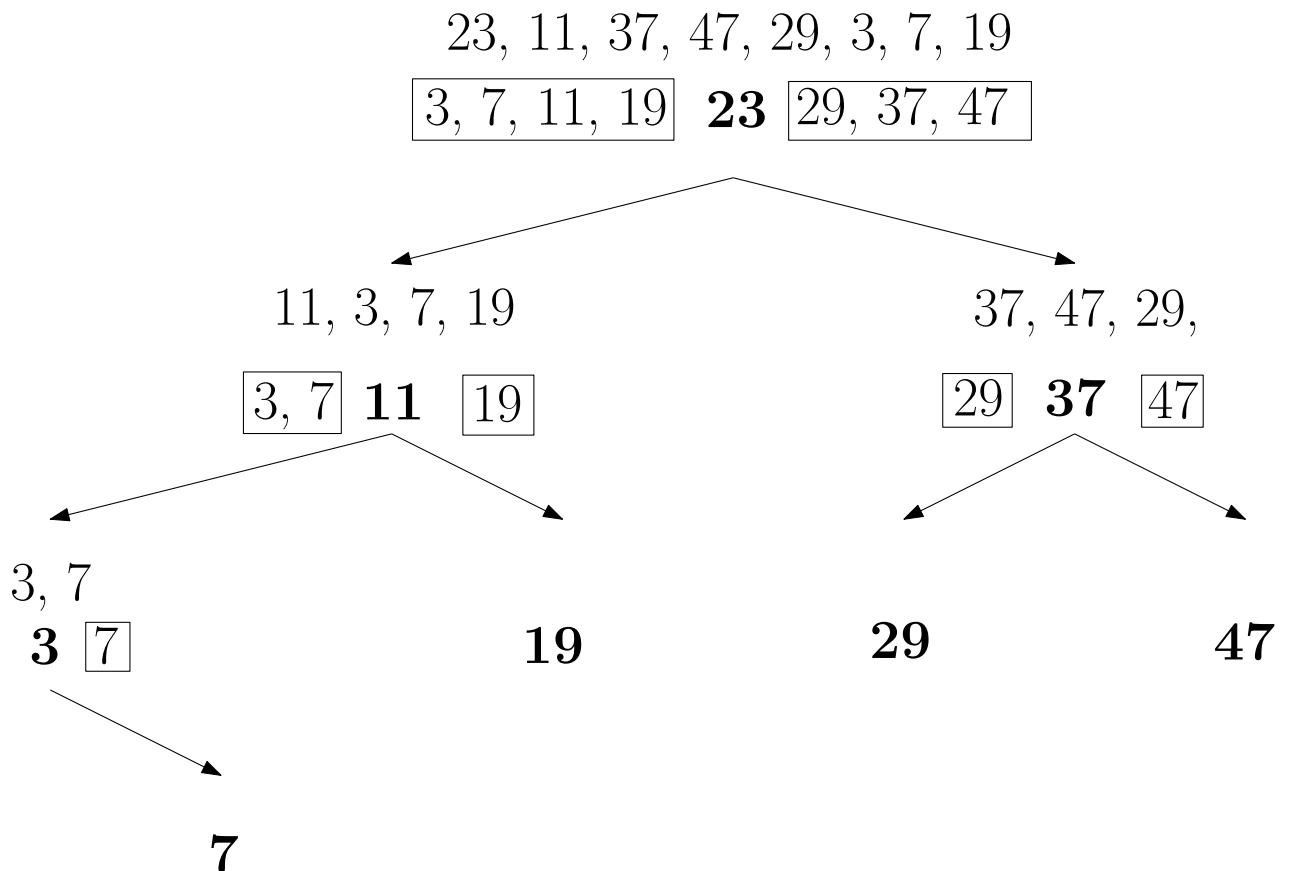 23, 11, 37, 47, 29, 3, 7, 19
3, 7, 11, 19 23 29, 37, 47
11, 3, 7, 19
37, 47, 29,
3, 7 11 19
29 37 47
3, 7
3 7
19
29
47
7